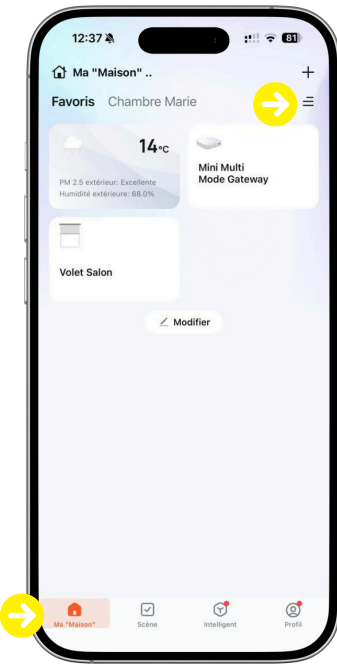 12:37
81
Ma "Maison" ..
Favoris Chambre Marie
14°C
PM 2.5 extérieur: Excellente
Humidité extérieure: 68.0%
Mini Multi
Mode Gateway
Volet Salon
Modifier
Ma "Maison"
Scène
Intelligent
Profil